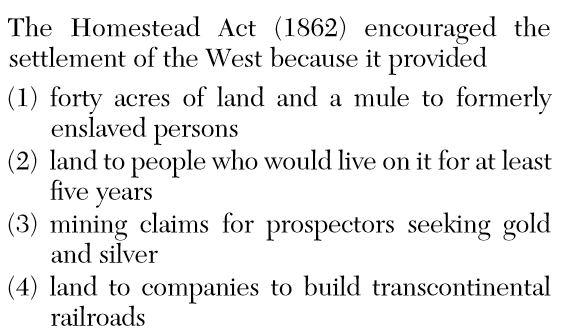 The Homestead Act (1862) encouraged the
settlement of the West because it provided
(1) forty acres of land and a mule to formerly
enslaved persons
(2) land to people who would live on it for at least
five years
(3) mining claims for prospectors seeking gold
and silver
(4) land to companies to build transcontinental
railroads